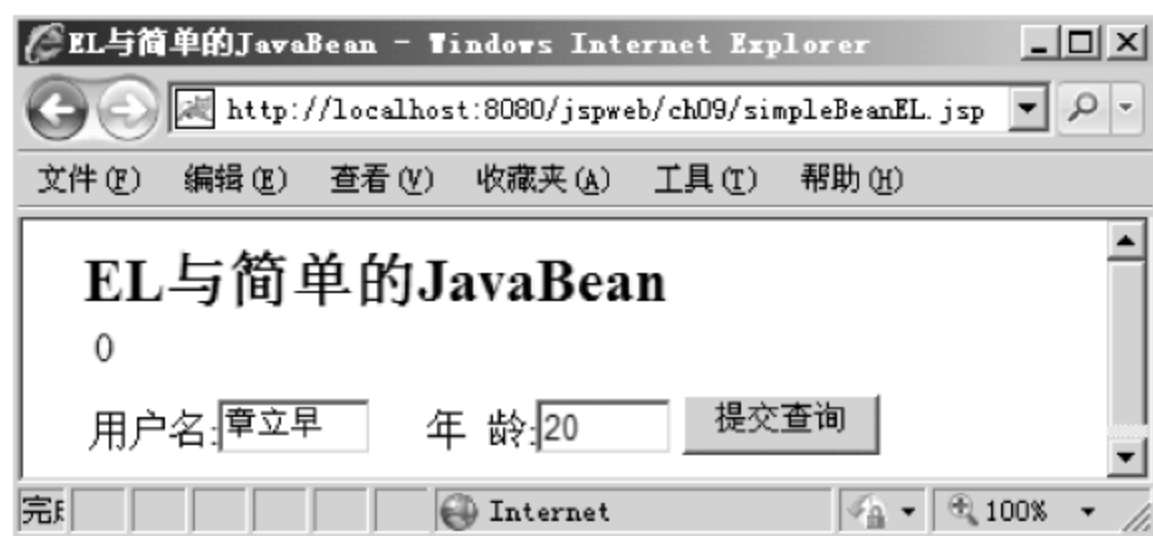 EL与简单的JavaBean - Windows Internet Explorer
http://localhost:8080/jspweb/ch09/simpleBeanEL.jsp
文件(F) 编辑(E) 查看(V) 收藏夹(A) 工具(T) 帮助(H)
EL与简单的JavaBean
0
用户名:章立早 年 龄:20 提交查询
完 Internet 100%